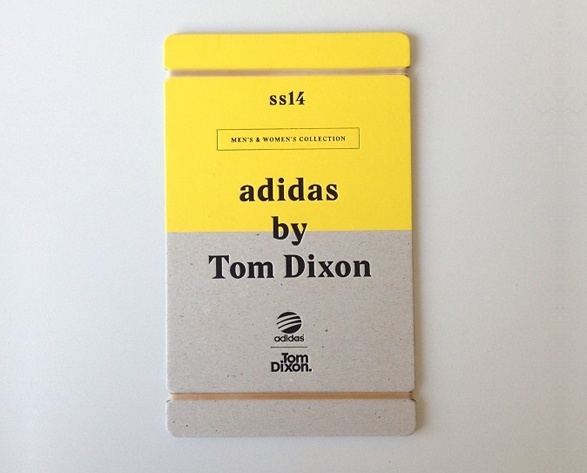 ss14
MEN'S & WOMEN'S COLLECTION
adidas
by
Tom Dixon
adidas
Tom
Dixon.